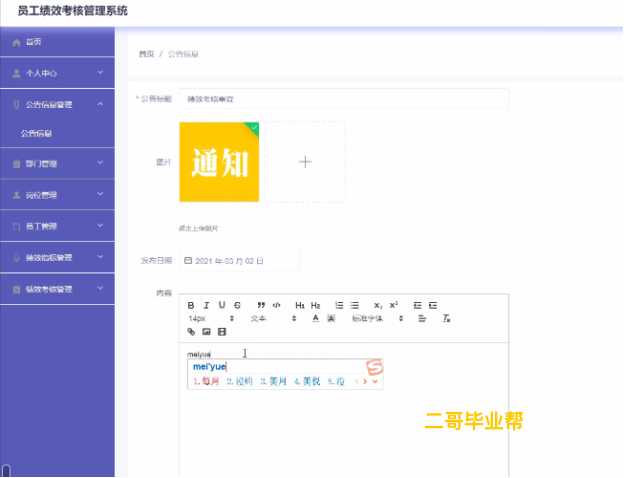 员工绩效考核管理系统
首页
个人中心
公告信息管理
公告信息
部门管理
岗位管理
员工管理
绩效指标管理
绩效考核管理
首页 / 公告信息
* 公告标题 绩效考核事宜
图片
通知
点击上传图片
发布日期 2021 年 03 月 02 日
内容
B I U S H1 H2 x₂ x²
14px 文本 A A 标准字体
meiyue
mei'yue
1.每月 2.没约 3.美月 4.美悦 5.没
二哥毕业帮